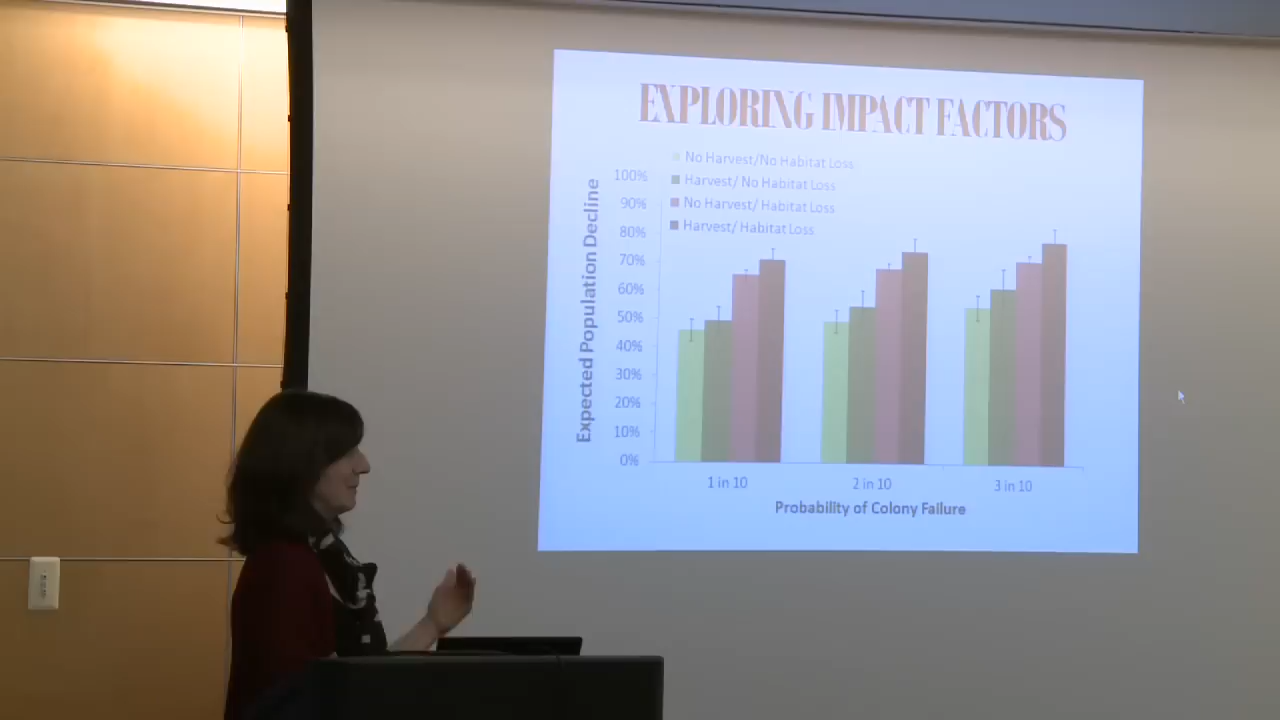 EXPLORING IMPACT FACTORS
No Harvest/No Habitat Loss
Harvest/ No Habitat Loss
No Harvest/ Habitat Loss
Harvest/ Habitat Loss
Expected Population Decline
100%
90%
80%
70%
60%
50%
40%
30%
20%
10%
0%
1 in 10
2 in 10
3 in 10
Probability of Colony Failure